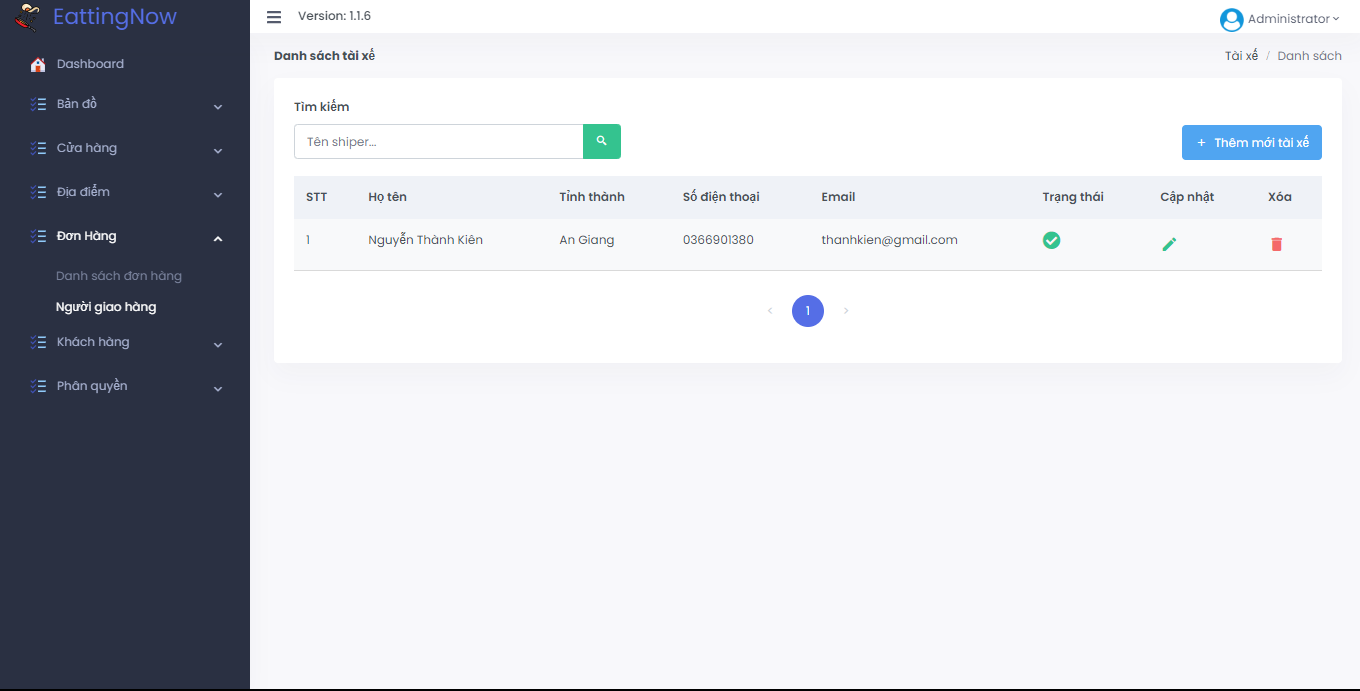 EattingNow
Dashboard
Bản đồ
Cửa hàng
Địa điểm
Đơn Hàng
Danh sách đơn hàng
Người giao hàng
Khách hàng
Phân quyền
Version: 1.1.6
Administrator
Danh sách tài xế
Tài xế / Danh sách
Tìm kiếm
Tên shiper...
+ Thêm mới tài xế
STT Họ tên Tỉnh thành Số điện thoại Email Trạng thái Cập nhật Xóa
1 Nguyễn Thành Kiên An Giang 0366901380 thanhkien@gmail.com
1